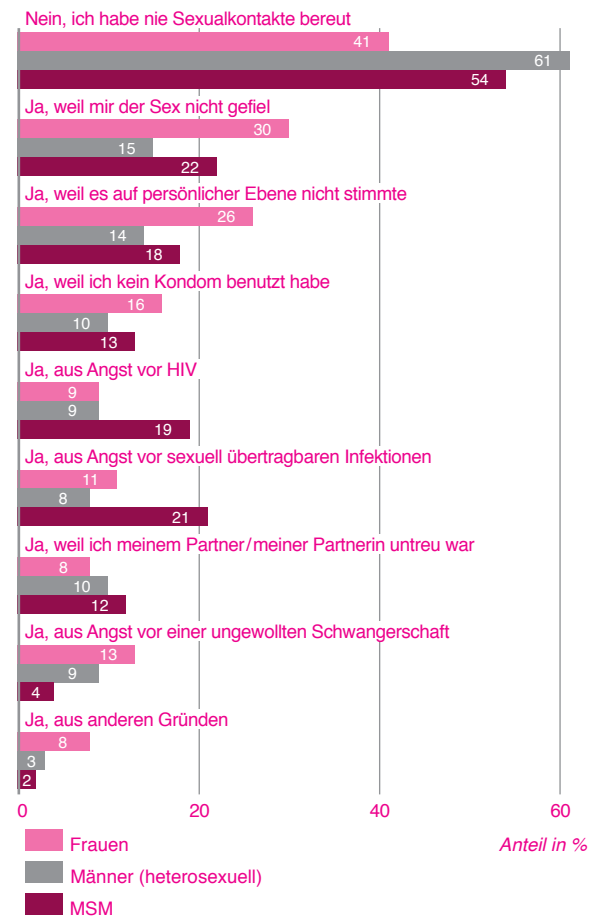 Nein, ich habe nie Sexualkontakte bereut
41
61
54
Ja, weil mir der Sex nicht gefiel
30
15
22
Ja, weil es auf persönlicher Ebene nicht stimmte
26
14
18
Ja, weil ich kein Kondom benutzt habe
16
10
13
Ja, aus Angst vor HIV
9
9
19
Ja, aus Angst vor sexuell übertragbaren Infektionen
11
8
21
Ja, weil ich meinem Partner/meiner Partnerin untreu war
8
10
12
Ja, aus Angst vor einer ungewollten Schwangerschaft
13
9
4
Ja, aus anderen Gründen
8
3
2
0 20 40 60
Frauen Anteil in %
Männer (heterosexuell)
MSM